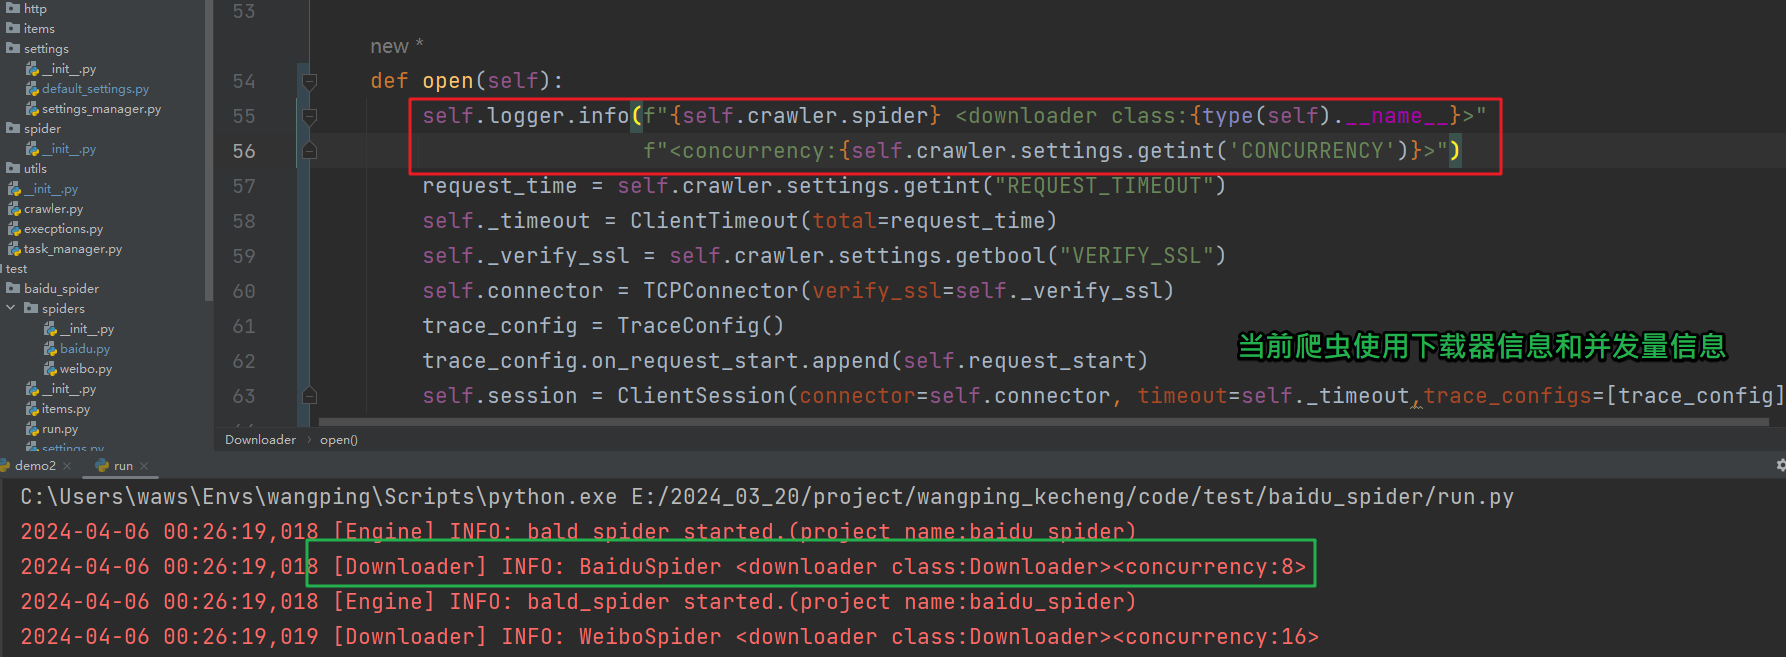 http
items
settings
__init__.py
default_settings.py
settings_manager.py
spider
__init__.py
utils
__init__.py
crawler.py
execptions.py
task_manager.py
test
baidu_spider
spiders
__init__.py
baidu.py
weibo.py
__init__.py
items.py
run.py
settings.py
53
new *
54 def open(self):
55 self.logger.info(f"{self.crawler.spider} <downloader class:{type(self).__name__}>"
56 f"<concurrency:{self.crawler.settings.getint('CONCURRENCY')}>")
57 request_time = self.crawler.settings.getint("REQUEST_TIMEOUT")
58 self._timeout = ClientTimeout(total=request_time)
59 self._verify_ssl = self.crawler.settings.getbool("VERIFY_SSL")
60 self.connector = TCPConnector(verify_ssl=self._verify_ssl)
61 trace_config = TraceConfig()
当前爬虫使用下载器信息和并发量信息
62 trace_config.on_request_start.append(self.request_start)
63 self.session = ClientSession(connector=self.connector, timeout=self._timeout,trace_configs=[trace_config]
Downloader › open()
demo2 × run ×
C:\Users\waws\Envs\wangping\Scripts\python.exe E:/2024_03_20/project/wangping_kecheng/code/test/baidu_spider/run.py
2024-04-06 00:26:19,018 [Engine] INFO: bald_spider started.(project name:baidu_spider)
2024-04-06 00:26:19,018 [Downloader] INFO: BaiduSpider <downloader class:Downloader><concurrency:8>
2024-04-06 00:26:19,018 [Engine] INFO: bald_spider started.(project name:baidu_spider)
2024-04-06 00:26:19,019 [Downloader] INFO: WeiboSpider <downloader class:Downloader><concurrency:16>